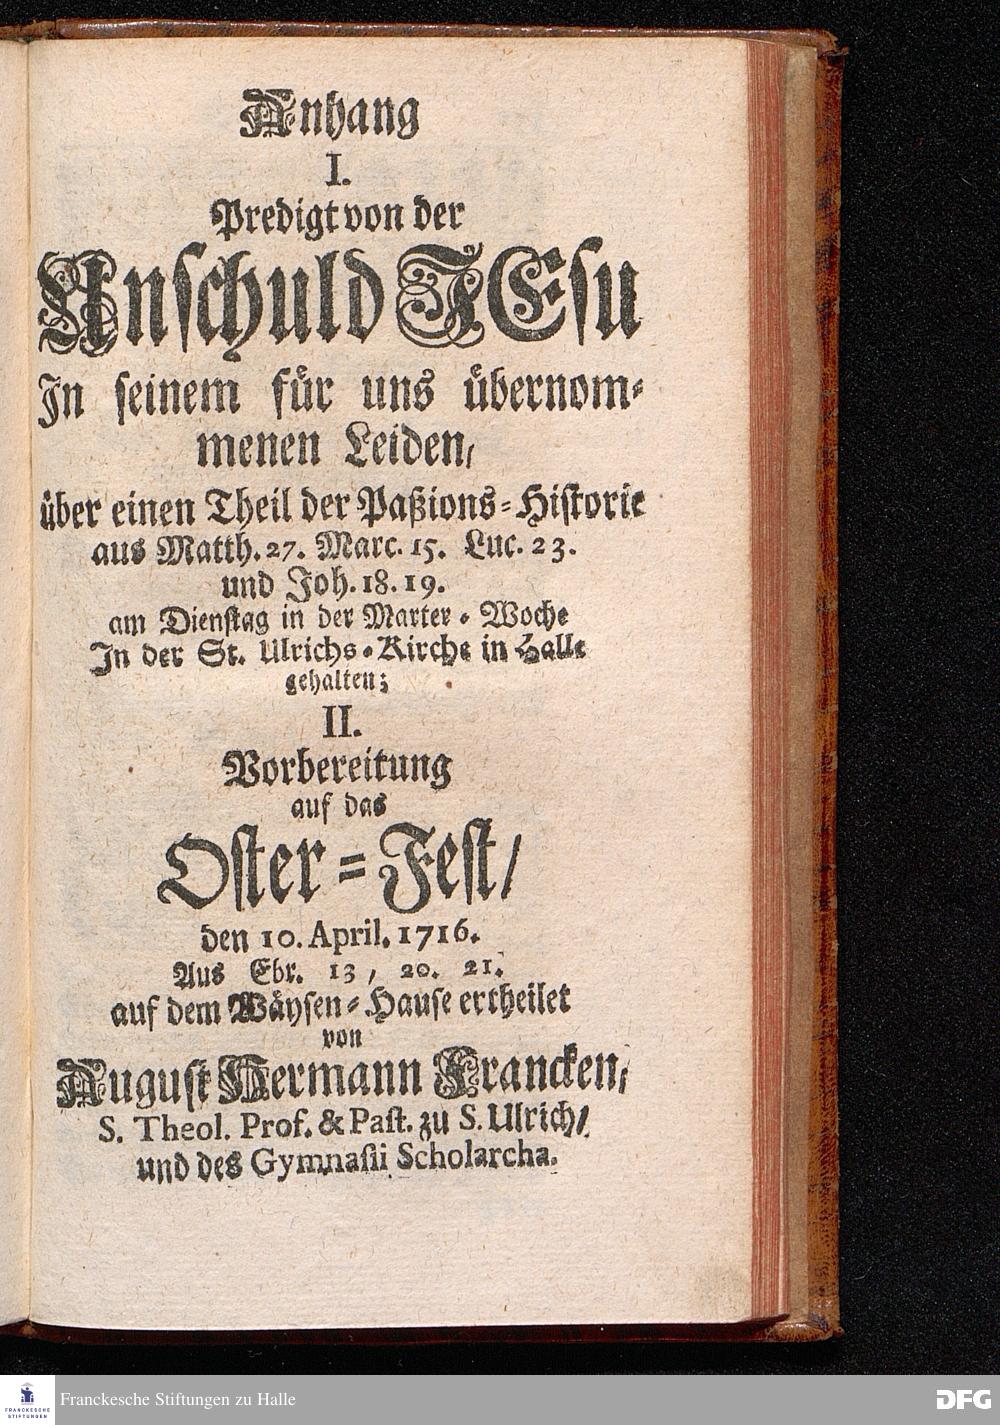 Anhang
I.
Predigt von der
Unschuld JEsu
In seinem für uns übernom-
menen Leiden/
über einen Theil der Paßions-Historie
aus Matth. 27. Marc. 15. Luc. 23.
und Joh. 18. 19.
am Dienstag in der Marter-Woche
In der St. Ulrichs-Kirche in Halle
gehalten;
II.
Vorbereitung
auf das
Oster-Fest/
den 10. April. 1716.
Aus Ebr. 13, 20. 21.
auf dem Wäysen-Hause ertheilet
von
August Hermann Francken/
S. Theol. Prof. & Past. zu S. Ulrich/
und des Gymnasii Scholarcha.
FRANCKESCHE
STIFTUNGEN
Franckesche Stiftungen zu Halle
DFG